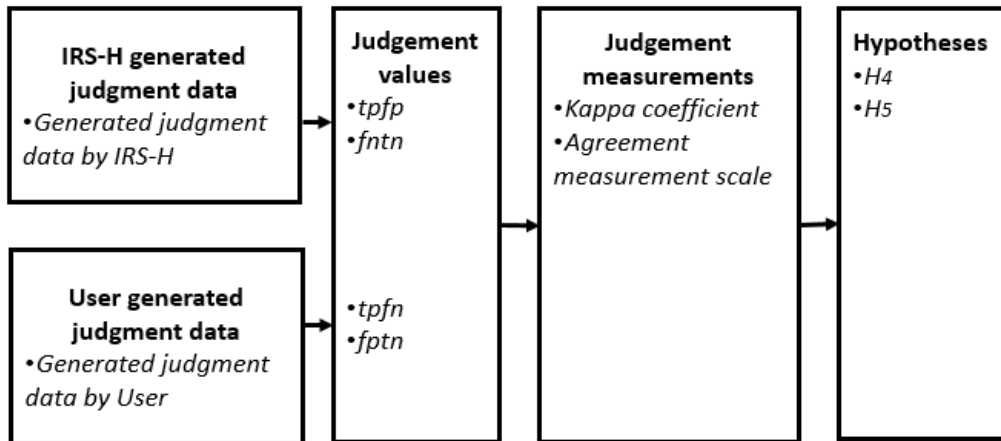 IRS-H generated
judgment data
•Generated judgment
data by IRS-H
User generated
judgment data
•Generated judgment
data by User
Judgement
values
•tpfp
•fntn
•tpfn
•fptn
Judgement
measurements
•Kappa coefficient
•Agreement
measurement scale
Hypotheses
•H4
•H5